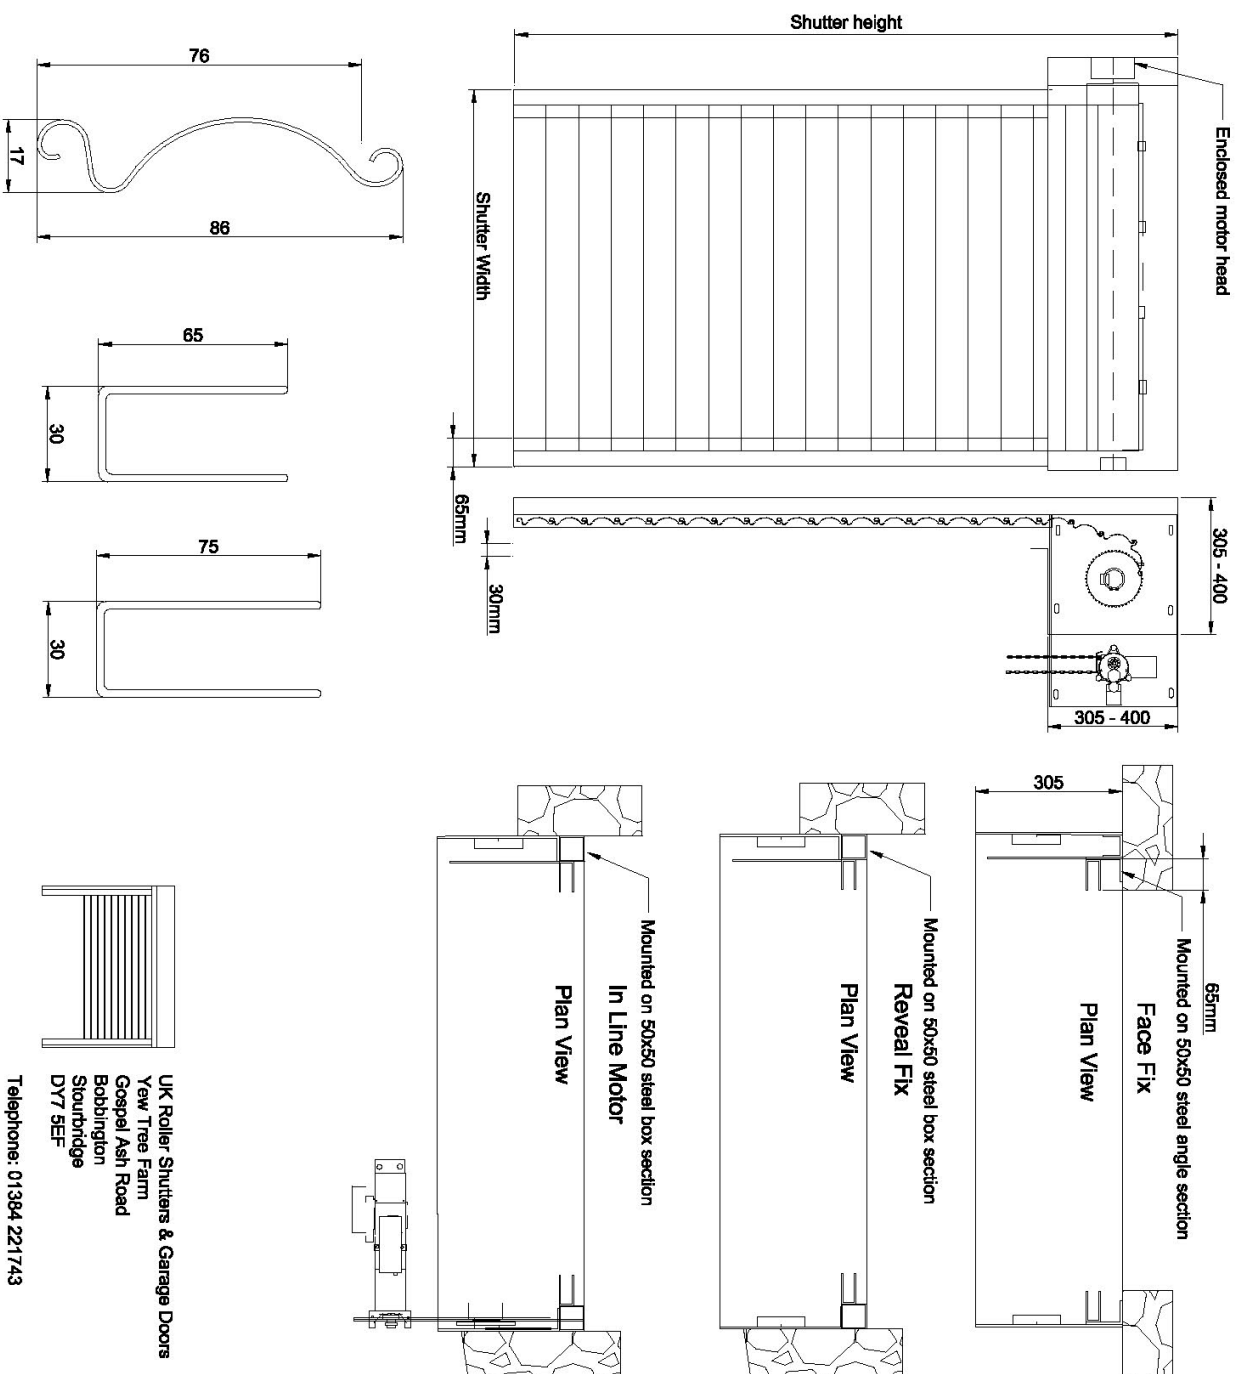 Shutter height
Enclosed motor head
Shutter Width
65mm
30mm
305 - 400
305 - 400
76
17
86
65
30
75
30
305
65mm
Mounted on 50x50 steel angle section
Face Fix
Plan View
Mounted on 50x50 steel box section
Reveal Fix
Plan View
Mounted on 50x50 steel box section
In Line Motor
Plan View
UK Roller Shutters & Garage Doors
Yew Tree Farm
Gospel Ash Road
Bobbington
Stourbridge
DY7 5EF
Telephone: 01384 221743